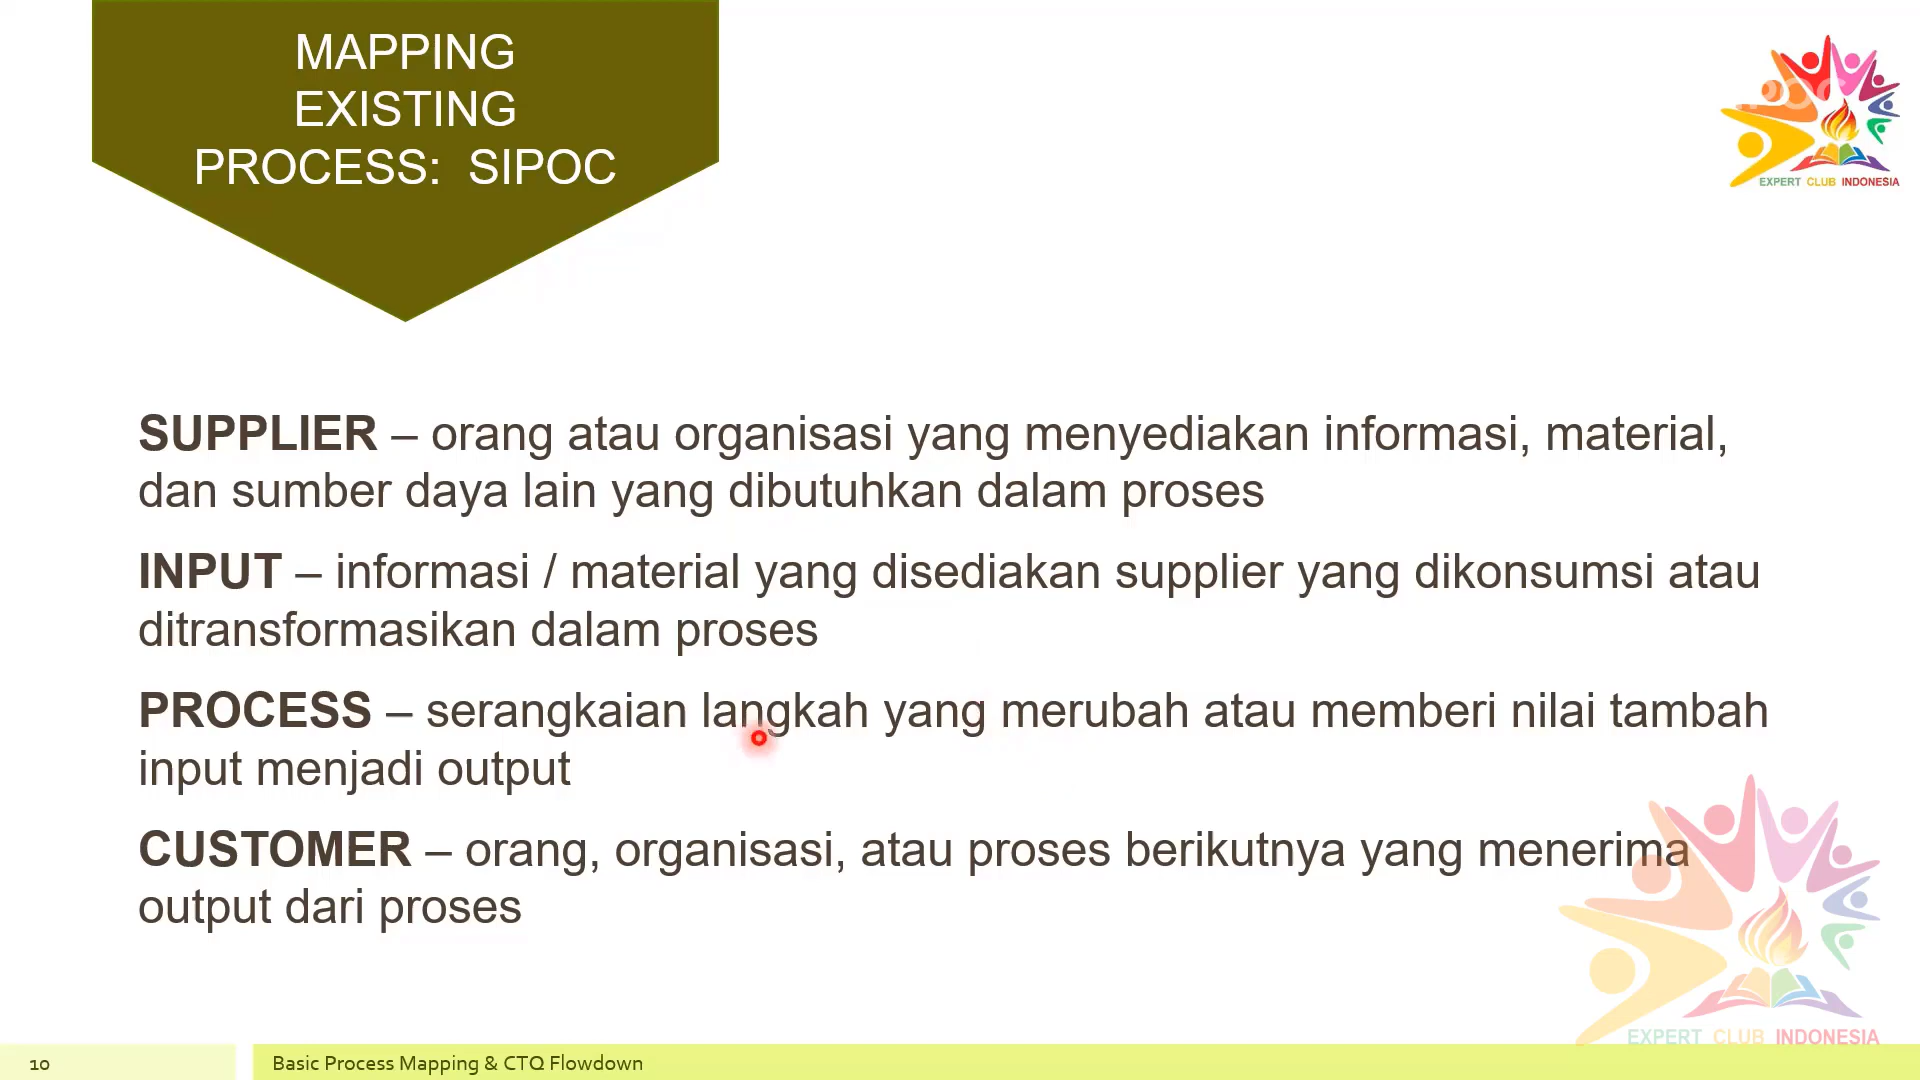 MAPPING
EXISTING
PROCESS: SIPOC
EXPERT CLUB INDONESIA
SUPPLIER – orang atau organisasi yang menyediakan informasi, material,
dan sumber daya lain yang dibutuhkan dalam proses
INPUT – informasi / material yang disediakan supplier yang dikonsumsi atau
ditransformasikan dalam proses
PROCESS – serangkaian langkah yang merubah atau memberi nilai tambah
input menjadi output
CUSTOMER – orang, organisasi, atau proses berikutnya yang menerima
output dari proses
EXPERT CLUB INDONESIA
10
Basic Process Mapping & CTQ Flowdown